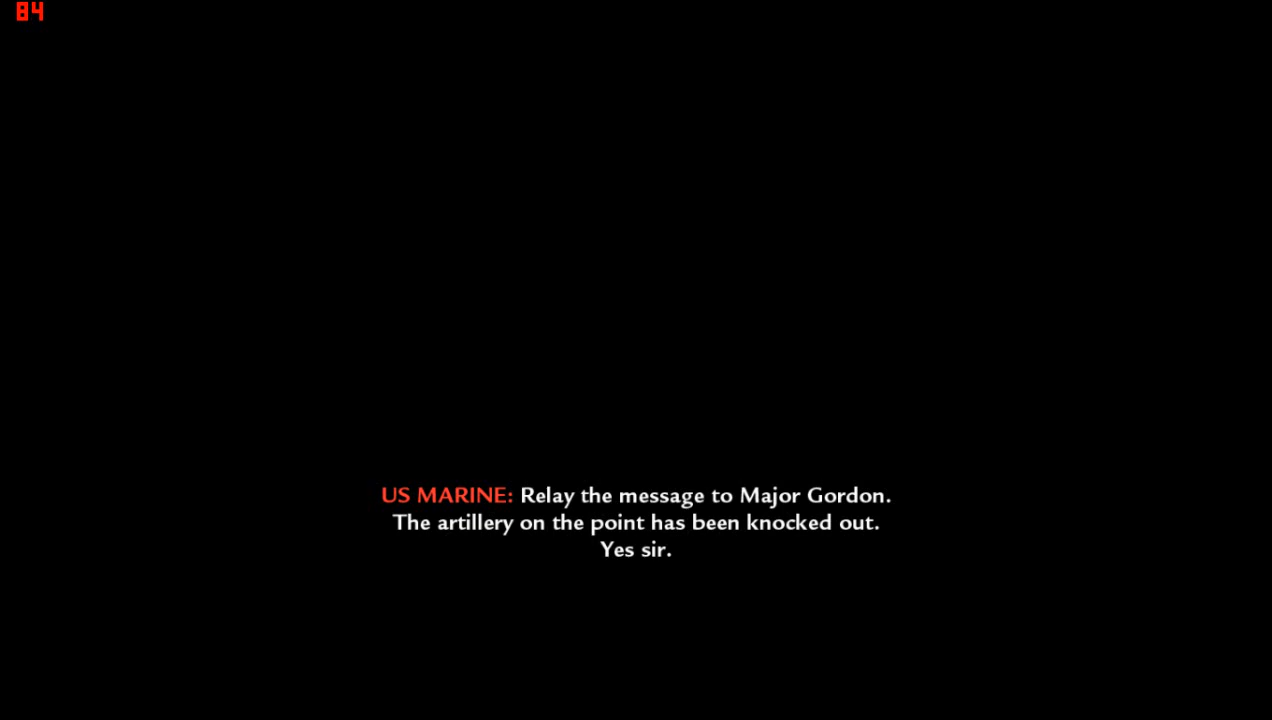 84
US MARINE: Relay the message to Major Gordon.
The artillery on the point has been knocked out.
Yes sir.